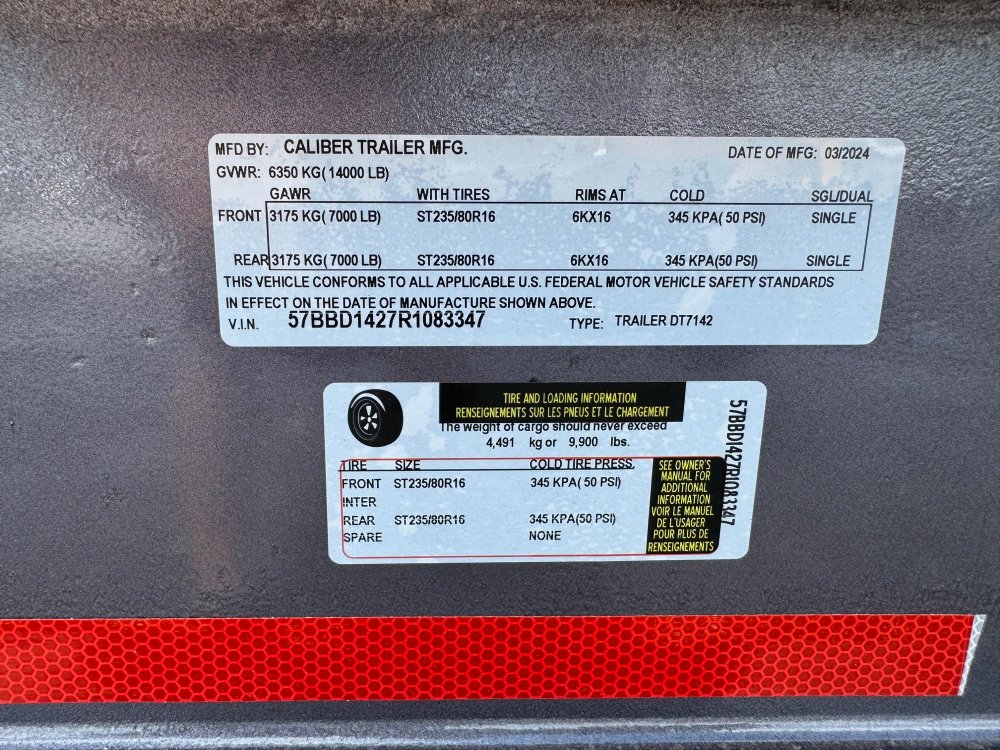 MFD BY: CALIBER TRAILER MFG. DATE OF MFG: 03/2024
GVWR: 6350 KG( 14000 LB)
GAWR WITH TIRES RIMS AT COLD SGL/DUAL
FRONT 3175 KG( 7000 LB) ST235/80R16 6KX16 345 KPA( 50 PSI) SINGLE
REAR 3175 KG( 7000 LB) ST235/80R16 6KX16 345 KPA(50 PSI) SINGLE
THIS VEHICLE CONFORMS TO ALL APPLICABLE U.S. FEDERAL MOTOR VEHICLE SAFETY STANDARDS
IN EFFECT ON THE DATE OF MANUFACTURE SHOWN ABOVE.
V.I.N. 57BBD1427R1083347 TYPE: TRAILER DT7142
TIRE AND LOADING INFORMATION
RENSEIGNEMENTS SUR LES PNEUS ET LE CHARGEMENT
The weight of cargo should never exceed
4,491 kg or 9,900 lbs.
TIRE SIZE COLD TIRE PRESS.
FRONT ST235/80R16 345 KPA( 50 PSI)
INTER
REAR ST235/80R16 345 KPA(50 PSI)
SPARE NONE
SEE OWNER'S
MANUAL FOR
ADDITIONAL
INFORMATION
VOIR LE MANUEL
DE L'USAGER
POUR PLUS DE
RENSEIGNEMENTS
57BBD1427R1083347